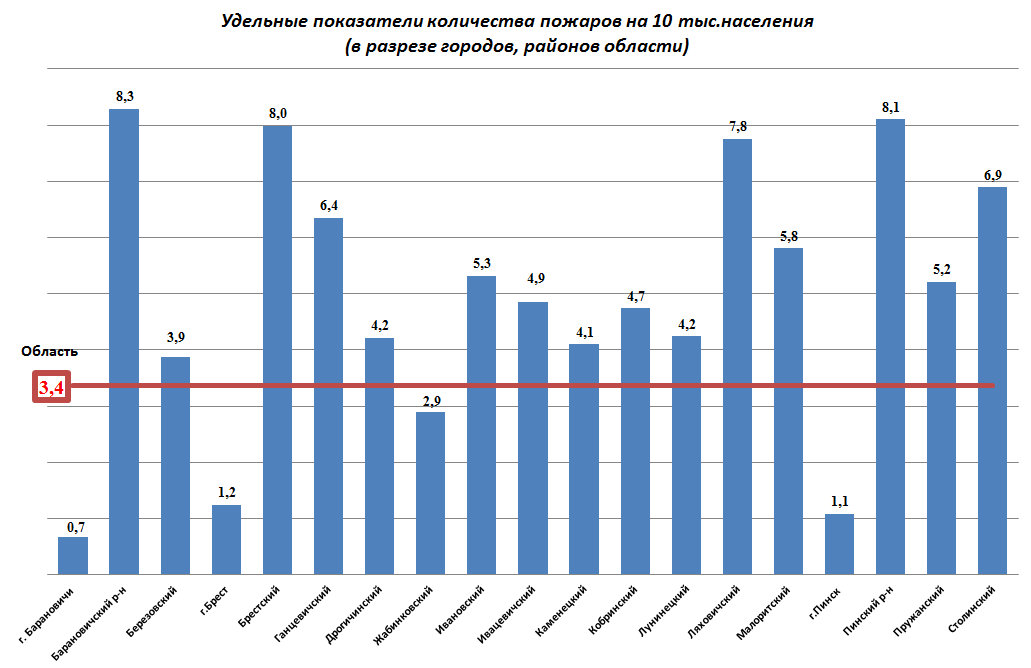 Удельные показатели количества пожаров на 10 тыс.населения
(в разрезе городов, районов области)
8,3
8,0
6,4
5,3
4,9
4,2
3,9
4,1
4,7
4,2
7,8
5,8
8,1
5,2
6,9
Область
3,4
2,9
1,2
0,7
1,1
г. Барановичи
Барановичский р-н
Березовский
г.Брест
Брестский
Ганцевичский
Дрогичинский
Жабинковский
Ивановский
Ивацевичский
Каменецкий
Кобринский
Лунинецкий
Ляховичский
Малоритский
г.Пинск
Пинский р-н
Пружанский
Столинский